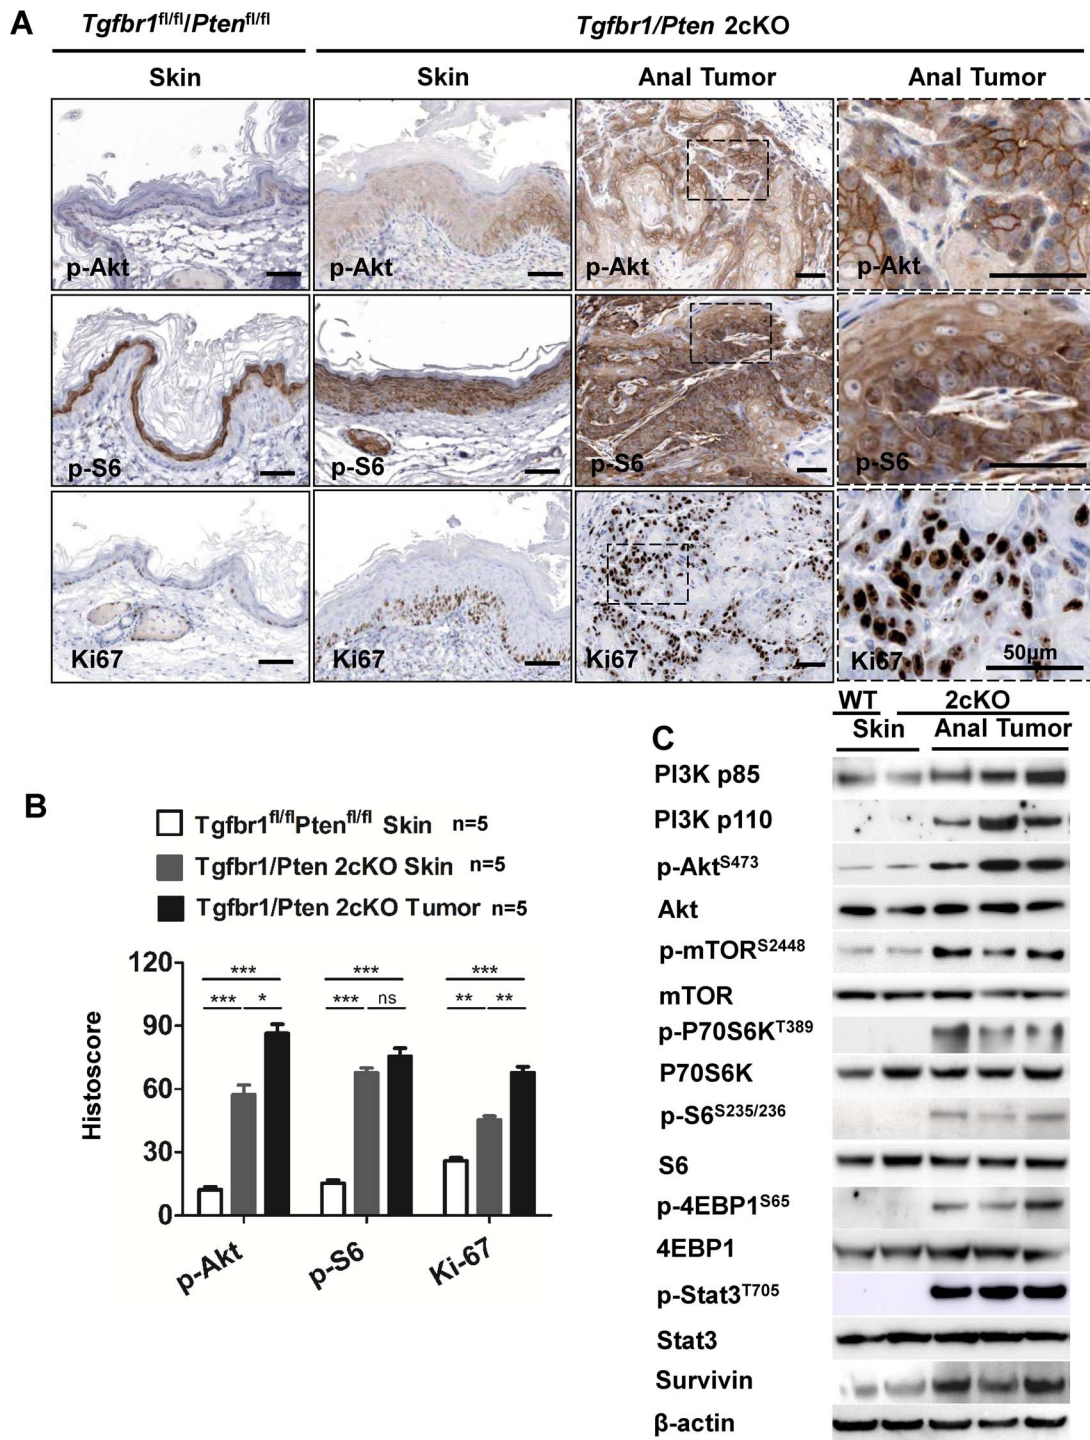 A
Tgfbr1fl/fl/Ptenfl/fl
Tgfbr1/Pten 2cKO
Skin
Skin
Anal Tumor
Anal Tumor
p-Akt
p-Akt
p-Akt
p-Akt
p-S6
p-S6
p-S6
p-S6
Ki67
Ki67
Ki67
Ki67
50μm
B
Tgfbr1fl/flPtenfl/fl Skin n=5
Tgfbr1/Pten 2cKO Skin n=5
Tgfbr1/Pten 2cKO Tumor n=5
Histoscore
120
90
60
30
0
***
***
*
***
***
ns
***
**
**
p-Akt
p-S6
Ki-67
C
WT
2cKO
Skin
Anal Tumor
PI3K p85
PI3K p110
p-AktS473
Akt
p-mTORS2448
mTOR
p-P70S6KT389
P70S6K
p-S6S235/236
S6
p-4EBP1S65
4EBP1
p-Stat3T705
Stat3
Survivin
β-actin